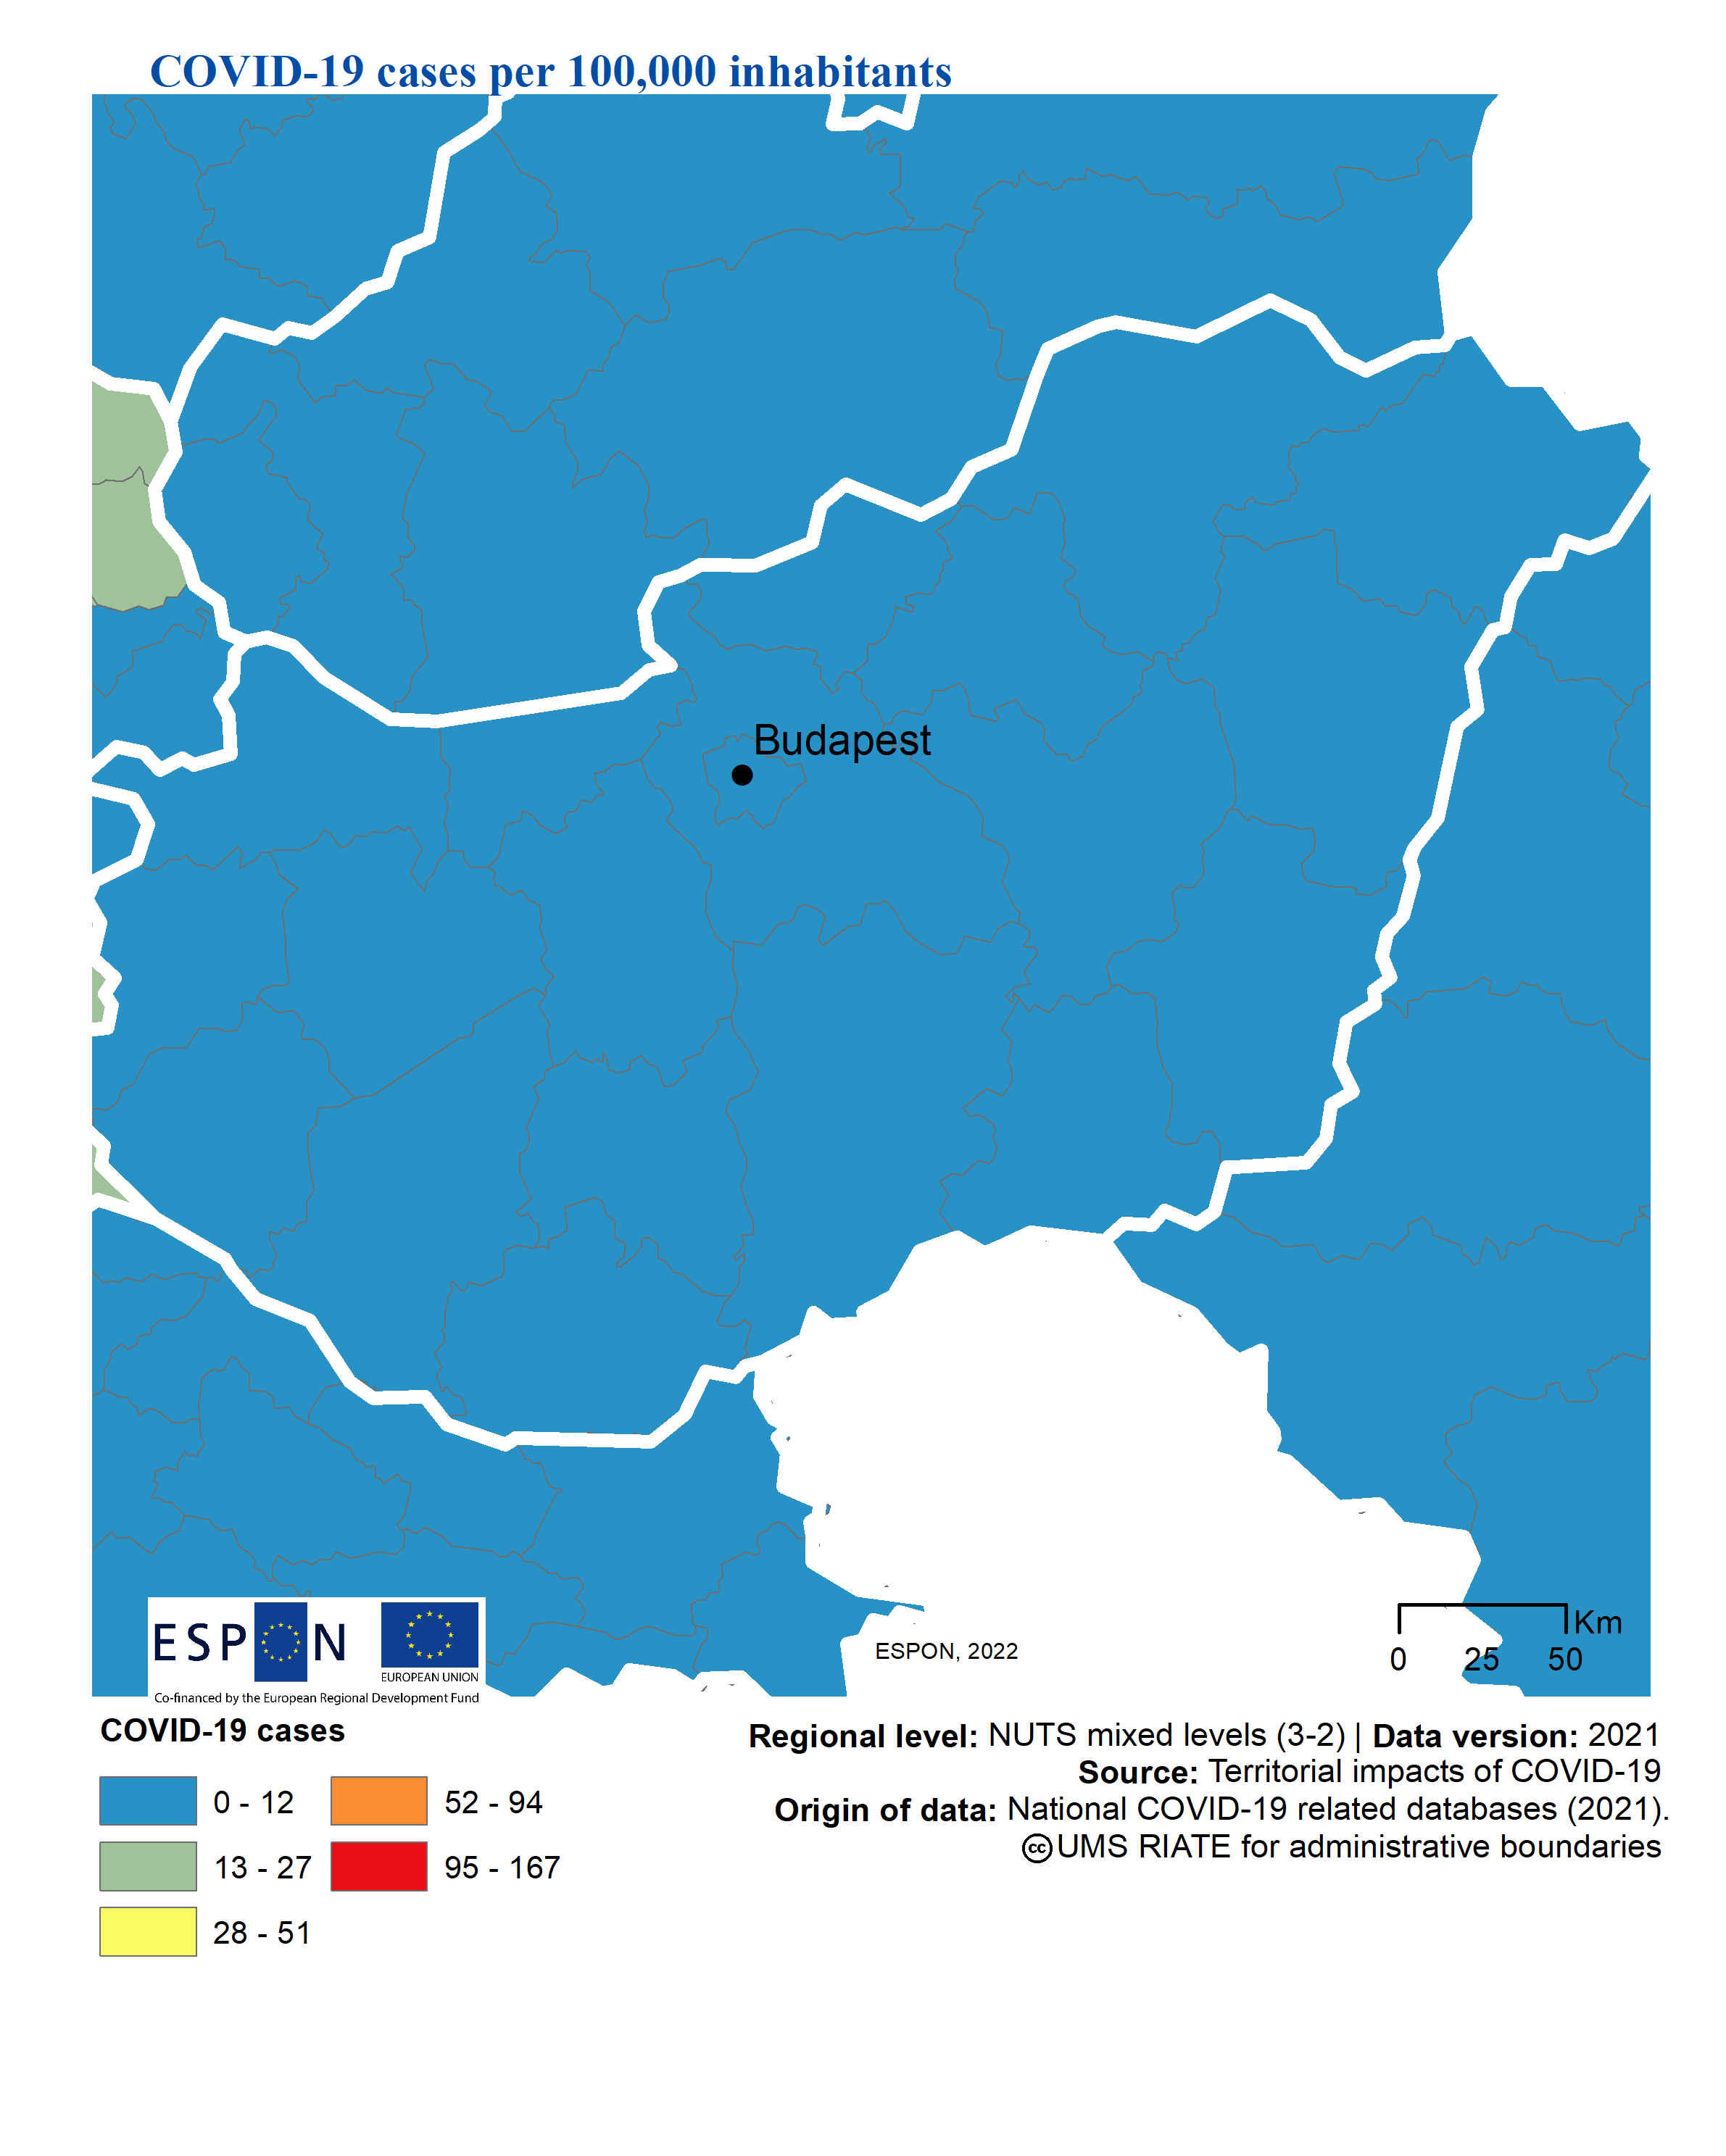 COVID-19 cases per 100,000 inhabitants
Budapest
ESPON
EUROPEAN UNION
Co-financed by the European Regional Development Fund
ESPON, 2022
Km
0 25 50
COVID-19 cases
0 - 12
13 - 27
28 - 51
52 - 94
95 - 167
Regional level: NUTS mixed levels (3-2) | Data version: 2021
Source: Territorial impacts of COVID-19
Origin of data: National COVID-19 related databases (2021).
cc UMS RIATE for administrative boundaries